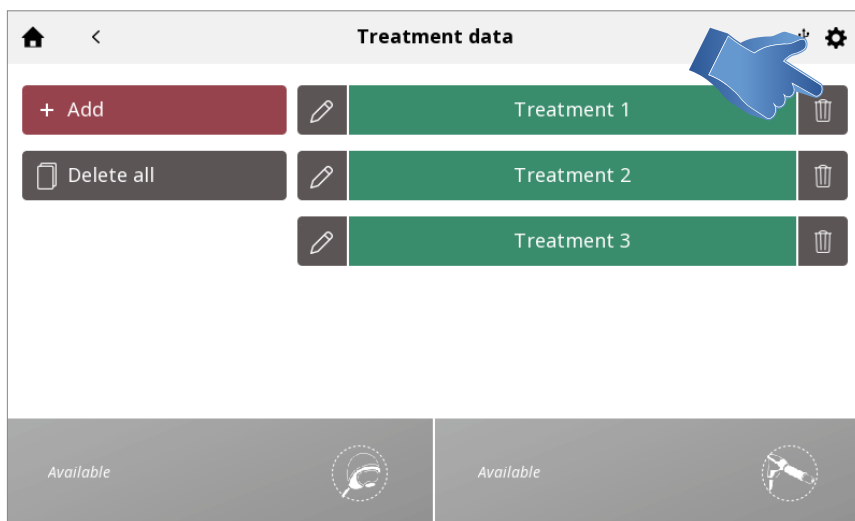 Treatment data
+ Add
Treatment 1
Delete all
Treatment 2
Treatment 3
Available
Available